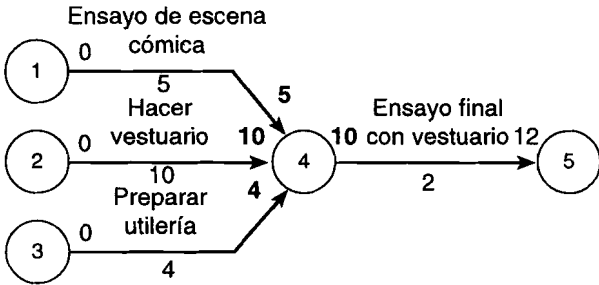 Ensayo de escena
cómica
0
1
5
5
Hacer
vestuario
0
10
2
10
4
10
Ensayo final
con vestuario
12
5
2
Preparar
utilería
4
0
3
4